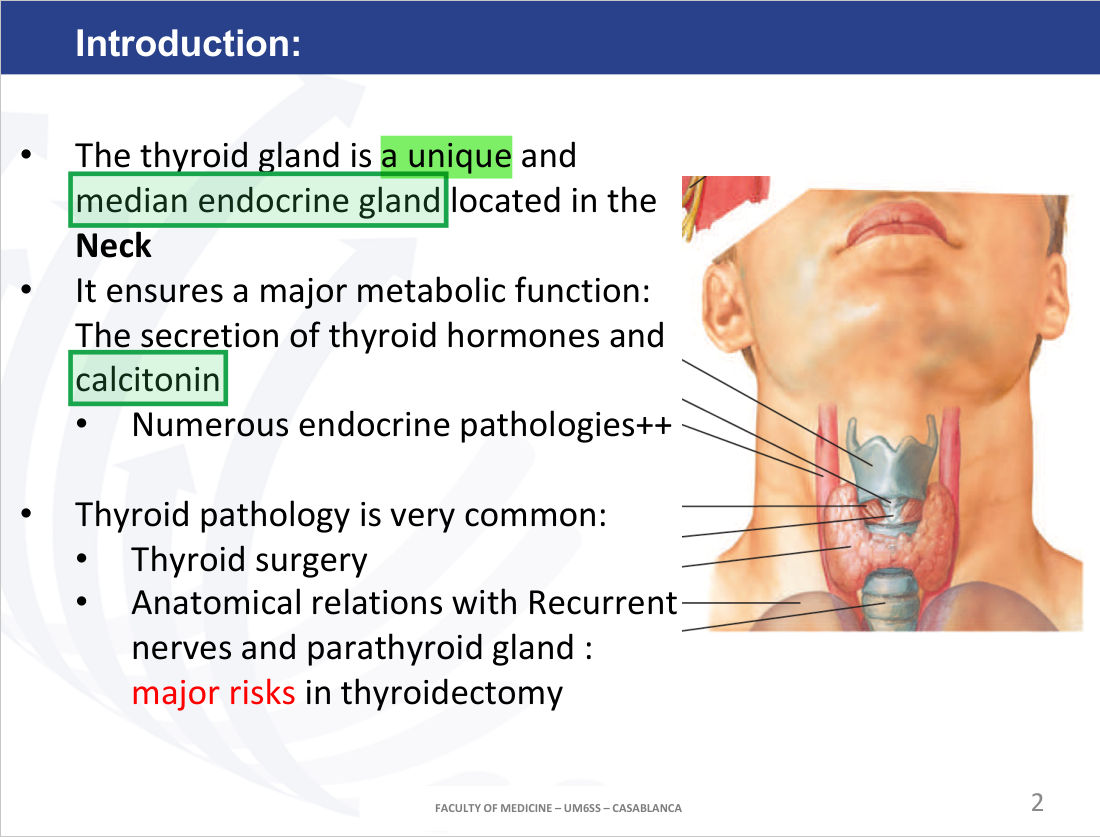 Introduction:
• The thyroid gland is a unique and
median endocrine gland located in the
Neck
• It ensures a major metabolic function:
The secretion of thyroid hormones and
calcitonin
• Numerous endocrine pathologies++
• Thyroid pathology is very common:
• Thyroid surgery
• Anatomical relations with Recurrent
nerves and parathyroid gland :
major risks in thyroidectomy
FACULTY OF MEDICINE – UM6SS – CASABLANCA
2